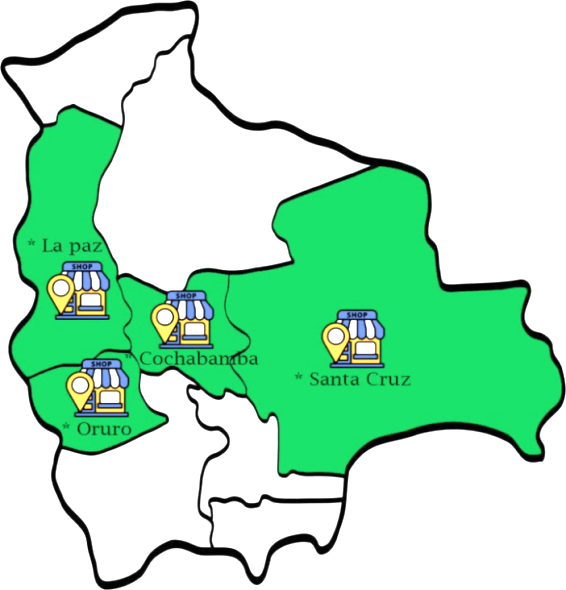 * La paz
SHOP
SHOP
* Cochabamba
SHOP
* Santa Cruz
SHOP
* Oruro